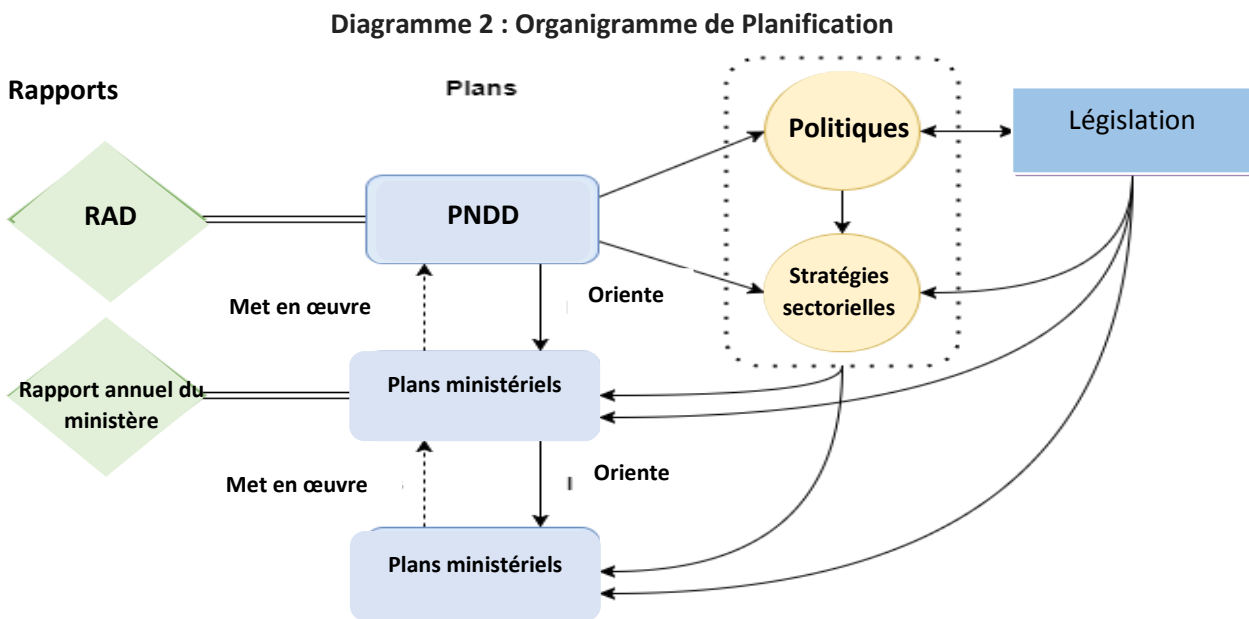 Diagramme 2 : Organigramme de Planification
Rapports
Plans
Politiques
Législation
RAD
PNDD
Stratégies
sectorielles
Met en œuvre
Oriente
Rapport annuel du
ministère
Plans ministériels
Met en œuvre
Oriente
Plans ministériels